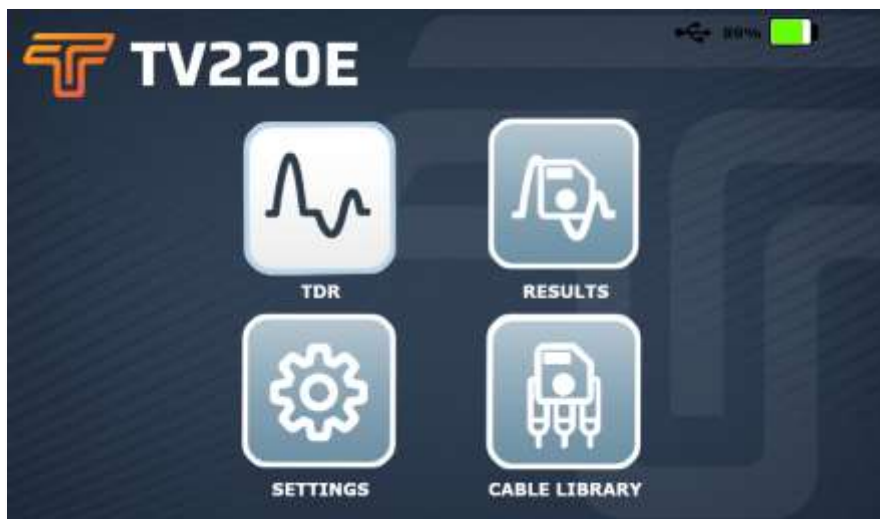 TV220E
89%
TDR
RESULTS
SETTINGS
CABLE LIBRARY